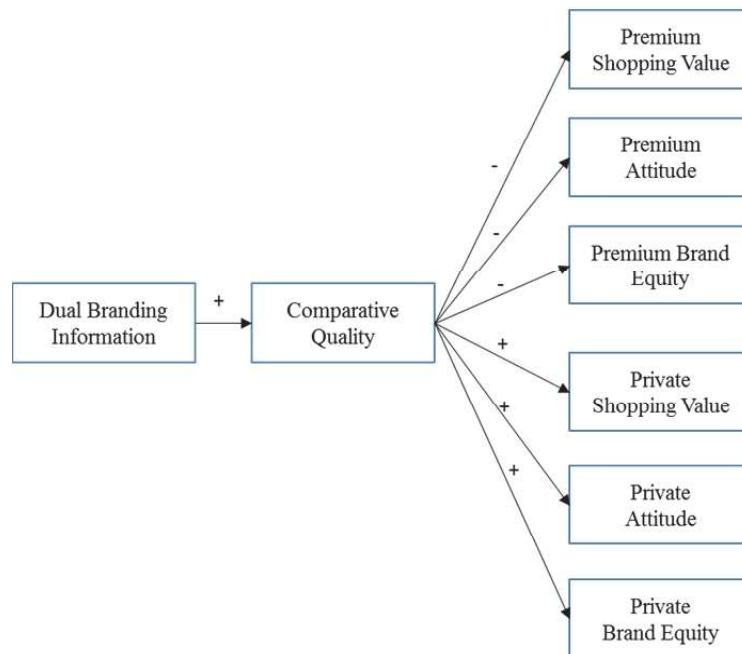 Premium
Shopping Value
-
Premium
Attitude
-
Premium Brand
Equity
-
Dual Branding
Information
+
Comparative
Quality
+
Private
Shopping Value
+
Private
Attitude
+
Private
Brand Equity